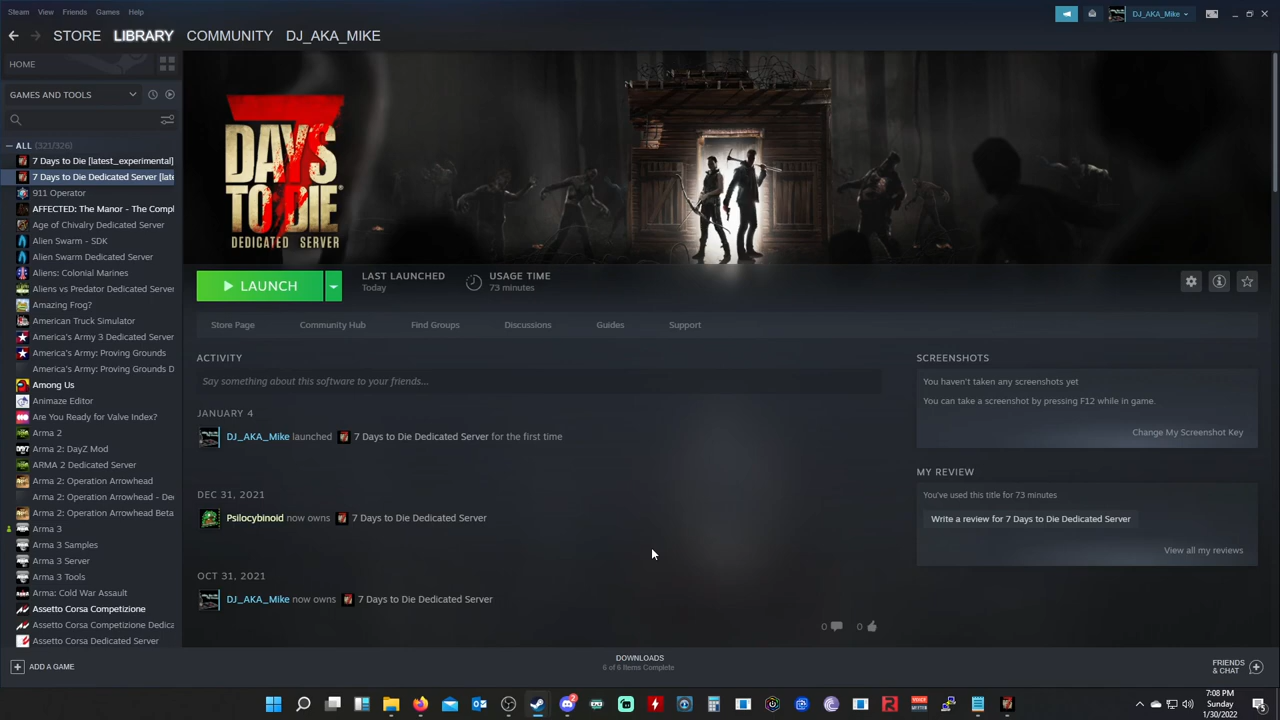 Steam View Friends Games Help
DJ_AKA_Mike
STORE LIBRARY COMMUNITY DJ_AKA_MIKE
HOME
GAMES AND TOOLS
ALL (321/326)
7 Days to Die [latest_experimental]
7 Days to Die Dedicated Server [late
911 Operator
AFFECTED: The Manor - The Compl
Age of Chivalry Dedicated Server
Alien Swarm - SDK
Alien Swarm Dedicated Server
Aliens: Colonial Marines
Aliens vs Predator Dedicated Server
Amazing Frog?
American Truck Simulator
America's Army 3 Dedicated Server
America's Army: Proving Grounds
America's Army: Proving Grounds D
Among Us
Animaze Editor
Are You Ready for Valve Index?
Arma 2
Arma 2: DayZ Mod
ARMA 2 Dedicated Server
Arma 2: Operation Arrowhead
Arma 2: Operation Arrowhead - De
Arma 2: Operation Arrowhead Beta
Arma 3
Arma 3 Samples
Arma 3 Server
Arma 3 Tools
Arma: Cold War Assault
Assetto Corsa Competizione
Assetto Corsa Competizione Dedica
Assetto Corsa Dedicated Server
ADD A GAME
7
DAYS
TO DIE
DEDICATED SERVER
LAUNCH
LAST LAUNCHED
Today
USAGE TIME
73 minutes
Store Page Community Hub Find Groups Discussions Guides Support
ACTIVITY
Say something about this software to your friends...
JANUARY 4
DJ_AKA_Mike launched 7 Days to Die Dedicated Server for the first time
DEC 31, 2021
Psilocybinoid now owns 7 Days to Die Dedicated Server
OCT 31, 2021
DJ_AKA_Mike now owns 7 Days to Die Dedicated Server
0 0
SCREENSHOTS
You haven't taken any screenshots yet
You can take a screenshot by pressing F12 while in game.
Change My Screenshot Key
MY REVIEW
You've used this title for 73 minutes
Write a review for 7 Days to Die Dedicated Server
View all my reviews
DOWNLOADS
6 of 6 Items Complete
FRIENDS
& CHAT
7:08 PM
Sunday
1/30/2022